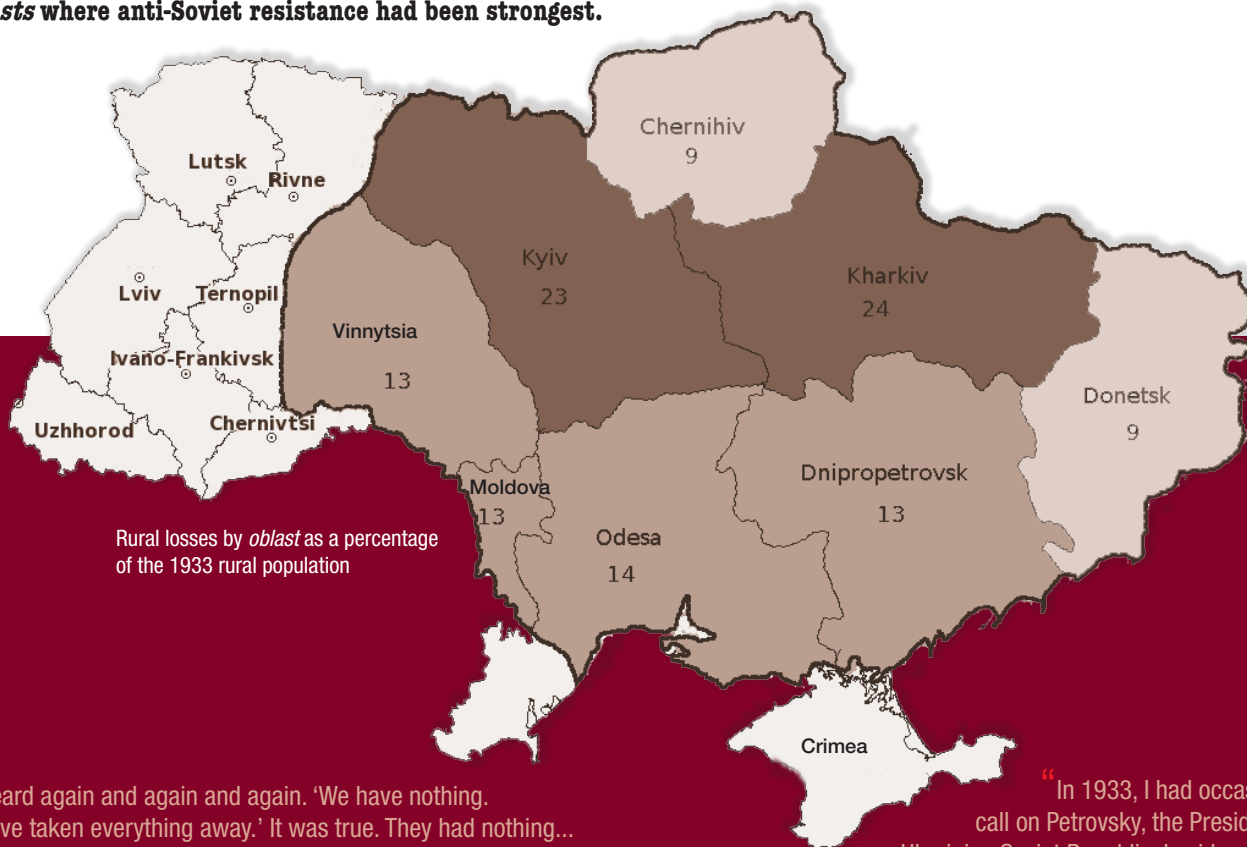 sts where anti-Soviet resistance had been strongest.
Chernihiv
9
Lutsk
Rivne
Kyiv
23
Kharkiv
24
Lviv
Ternopil
Vinnytsia
13
Ivano-Frankivsk
Donetsk
9
Uzhhorod
Chernivtsi
Dnipropetrovsk
13
Moldova
13
Odesa
14
Rural losses by oblast as a percentage
of the 1933 rural population
Crimea
eard again and again and again. ‘We have nothing.
ve taken everything away.’ It was true. They had nothing...
“In 1933, I had occas
call on Petrovsky, the Presid